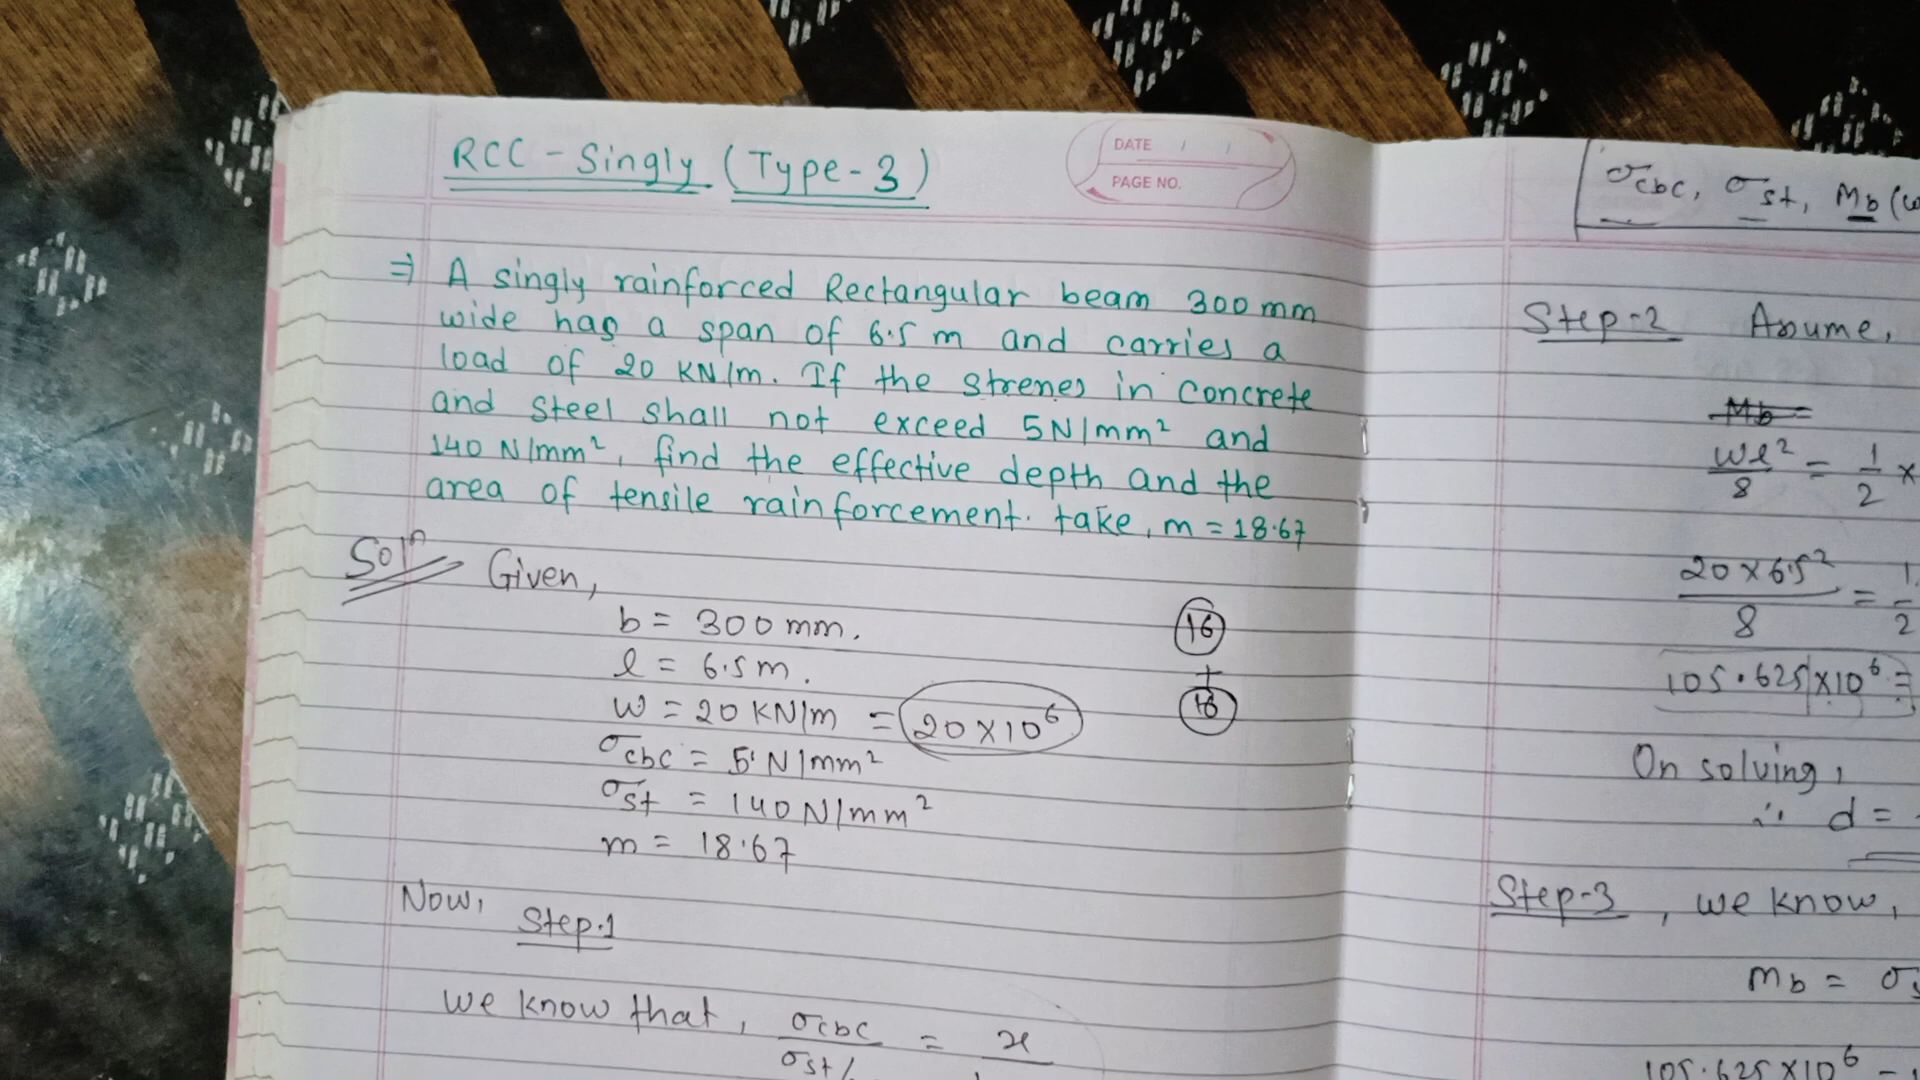 RCC - Singly (Type-3)
DATE / /
PAGE NO.
⇒ A singly rainforced Rectangular beam 300 mm
wide has a span of 6.5 m and carries a
load of 20 KN/m. If the stresses in concrete
and steel shall not exceed 5N/mm² and
140 N/mm², find the effective depth and the
area of tensile rainforcement. take, m = 18.67
Solⁿ Given,
b = 300 mm.
l = 6.5 m.
w = 20 KN/m = 20 x 10⁶
σcbc = 5 N/mm²
σst = 140 N/mm²
m = 18.67
16
+
16
Now,
Step.1
we know that, σcbc / σst/ = x
σcbc, σst, Mb
Step-2 Assume,
Mb =
wl²/8 = 1/2 x
20 x 6.5²/8 = 1/2
105.625 x 10⁶ =
On solving,
∴ d =
Step-3, we know,
Mb = σ
105.625 x 10⁶ -